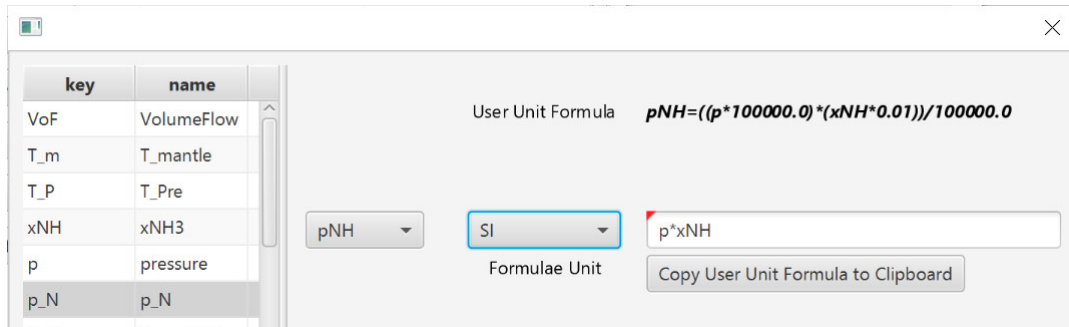 key name
VoF VolumeFlow
T_m T_mantle
T_P T_Pre
xNH xNH3
p pressure
p_N p_N
User Unit Formula pNH=((p*100000.0)*(xNH*0.01))/100000.0
pNH SI p*xNH
Formulae Unit
Copy User Unit Formula to Clipboard